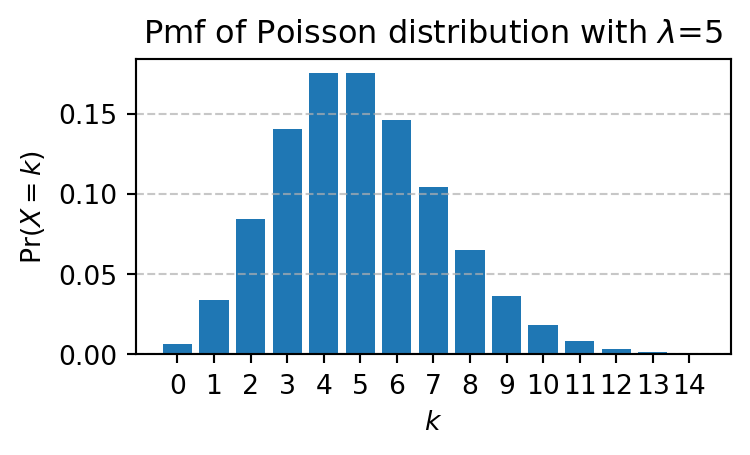 Pmf of Poisson distribution with λ=5
Pr(X = k)
0.15
0.10
0.05
0.00
0 1 2 3 4 5 6 7 8 9 10 11 12 13 14
k